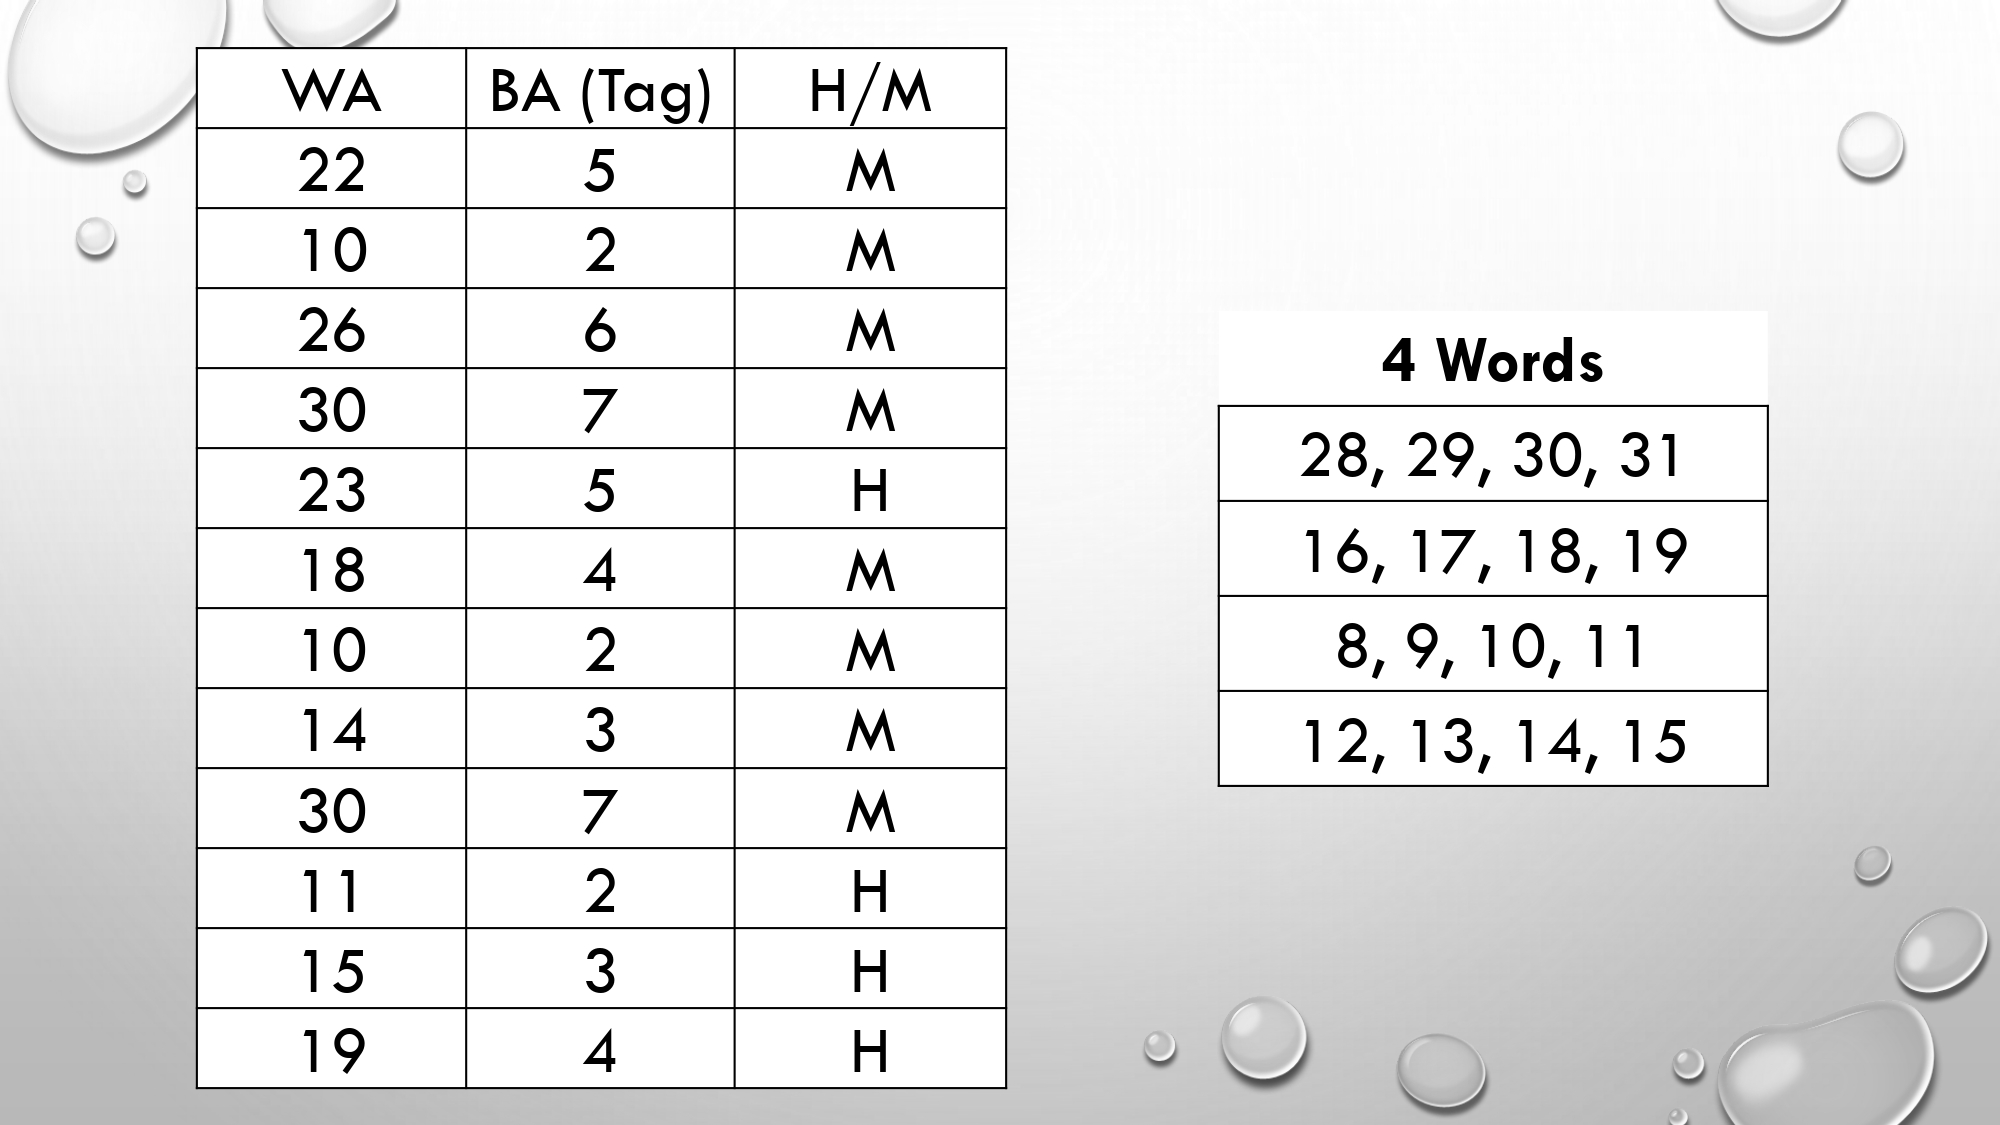 WA BA (Tag) H/M
22 5 M
10 2 M
26 6 M
30 7 M
23 5 H
18 4 M
10 2 M
14 3 M
30 7 M
11 2 H
15 3 H
19 4 H
4 Words
28, 29, 30, 31
16, 17, 18, 19
8, 9, 10, 11
12, 13, 14, 15